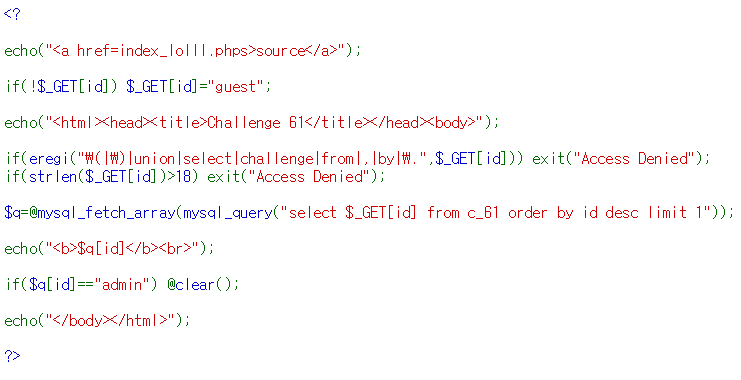 <?
echo("<a href=index_lolll.phps>source</a>");
if(!$_GET[id]) $_GET[id]="guest";
echo("<html><head><title>Challenge 61</title></head><body>");
if(eregi("₩(|₩)|union|select|challenge|from|,|by|₩.",$_GET[id])) exit("Access Denied");
if(strlen($_GET[id])>18) exit("Access Denied");
$q=@mysql_fetch_array(mysql_query("select $_GET[id] from c_61 order by id desc limit 1"));
echo("<b>$q[id]</b><br>");
if($q[id]=="admin") @clear();
echo("</body></html>");
?>